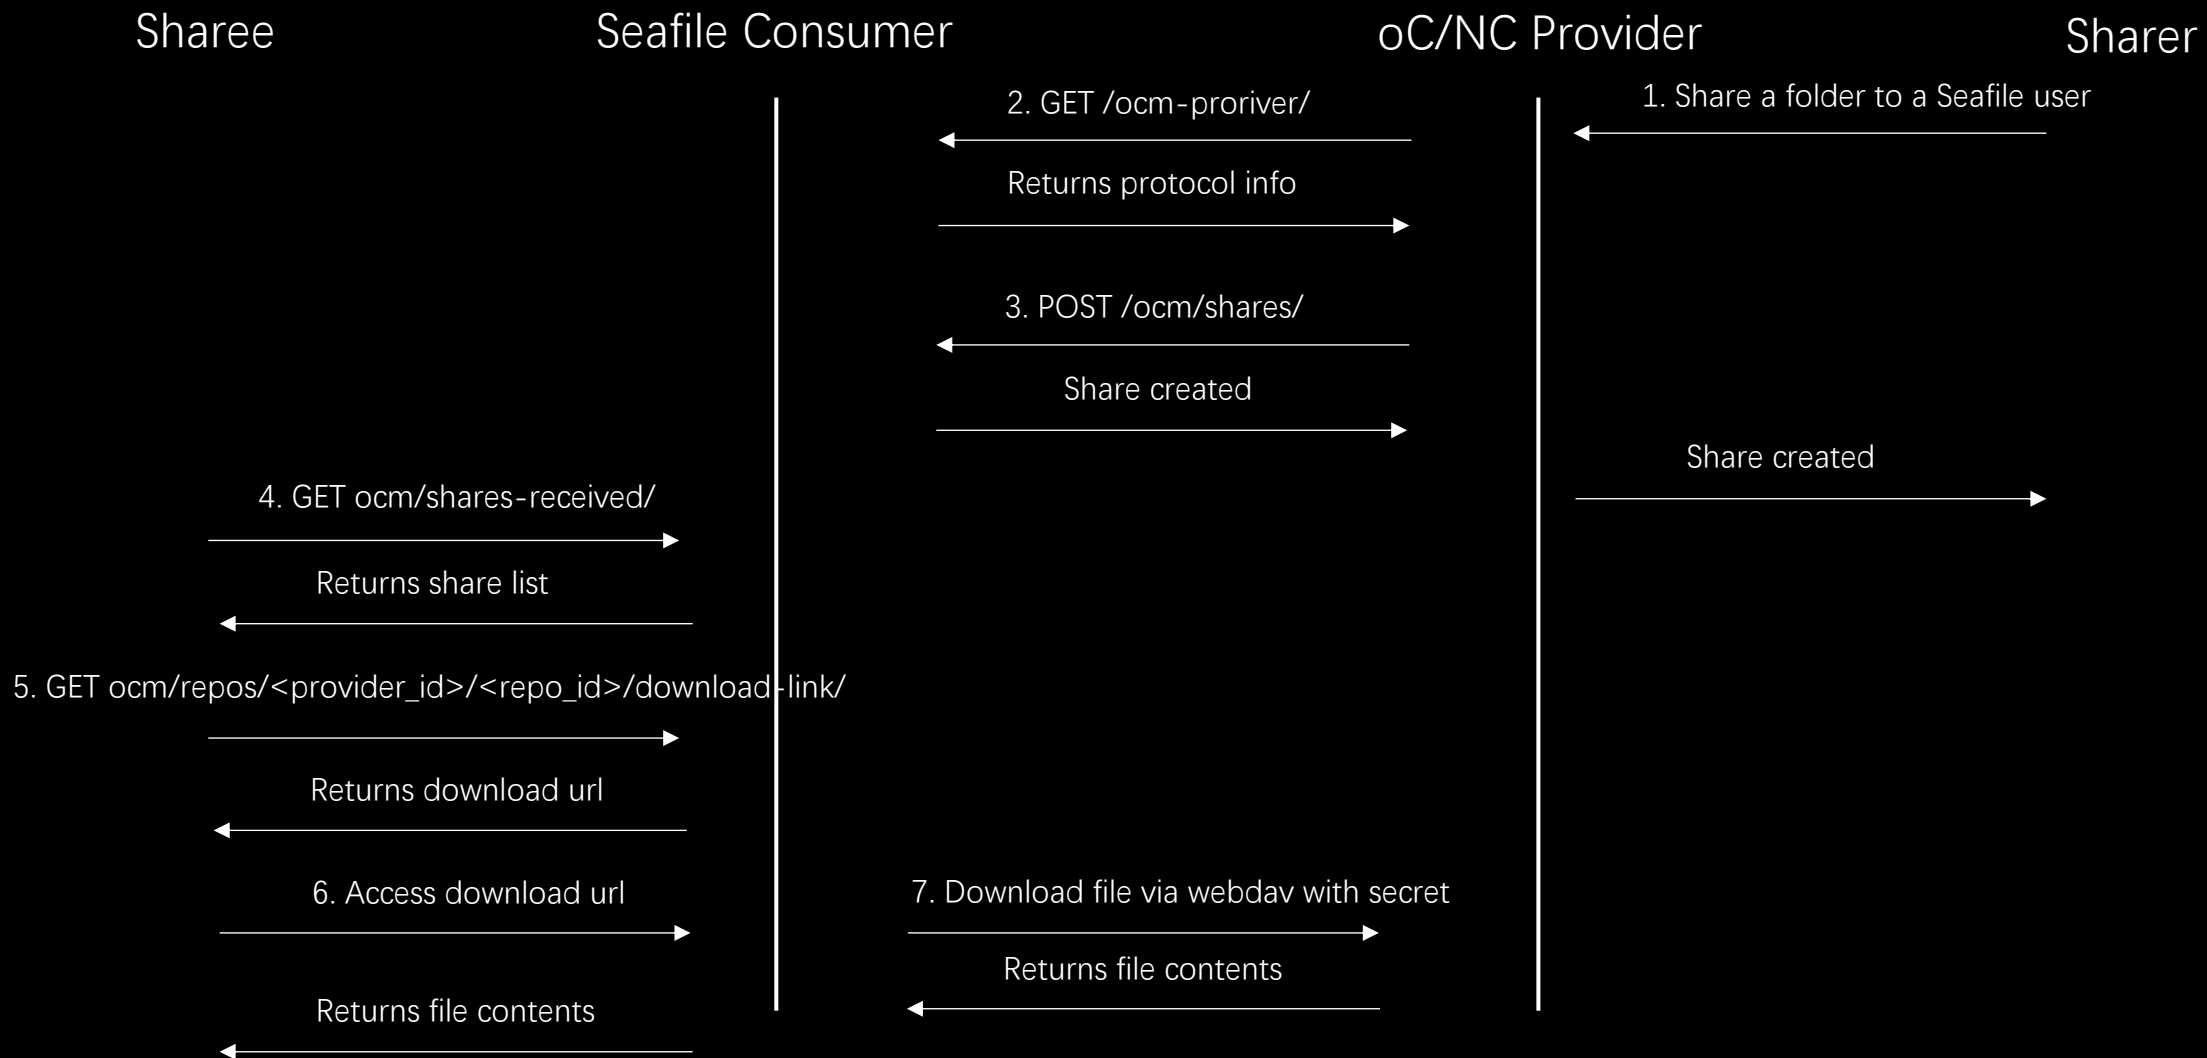 Sharee
Seafile Consumer
oC/NC Provider
Sharer
1. Share a folder to a Seafile user
2. GET /ocm-proriver/
Returns protocol info
3. POST /ocm/shares/
Share created
Share created
4. GET ocm/shares-received/
Returns share list
5. GET ocm/repos/<provider_id>/<repo_id>/download-link/
Returns download url
6. Access download url
7. Download file via webdav with secret
Returns file contents
Returns file contents